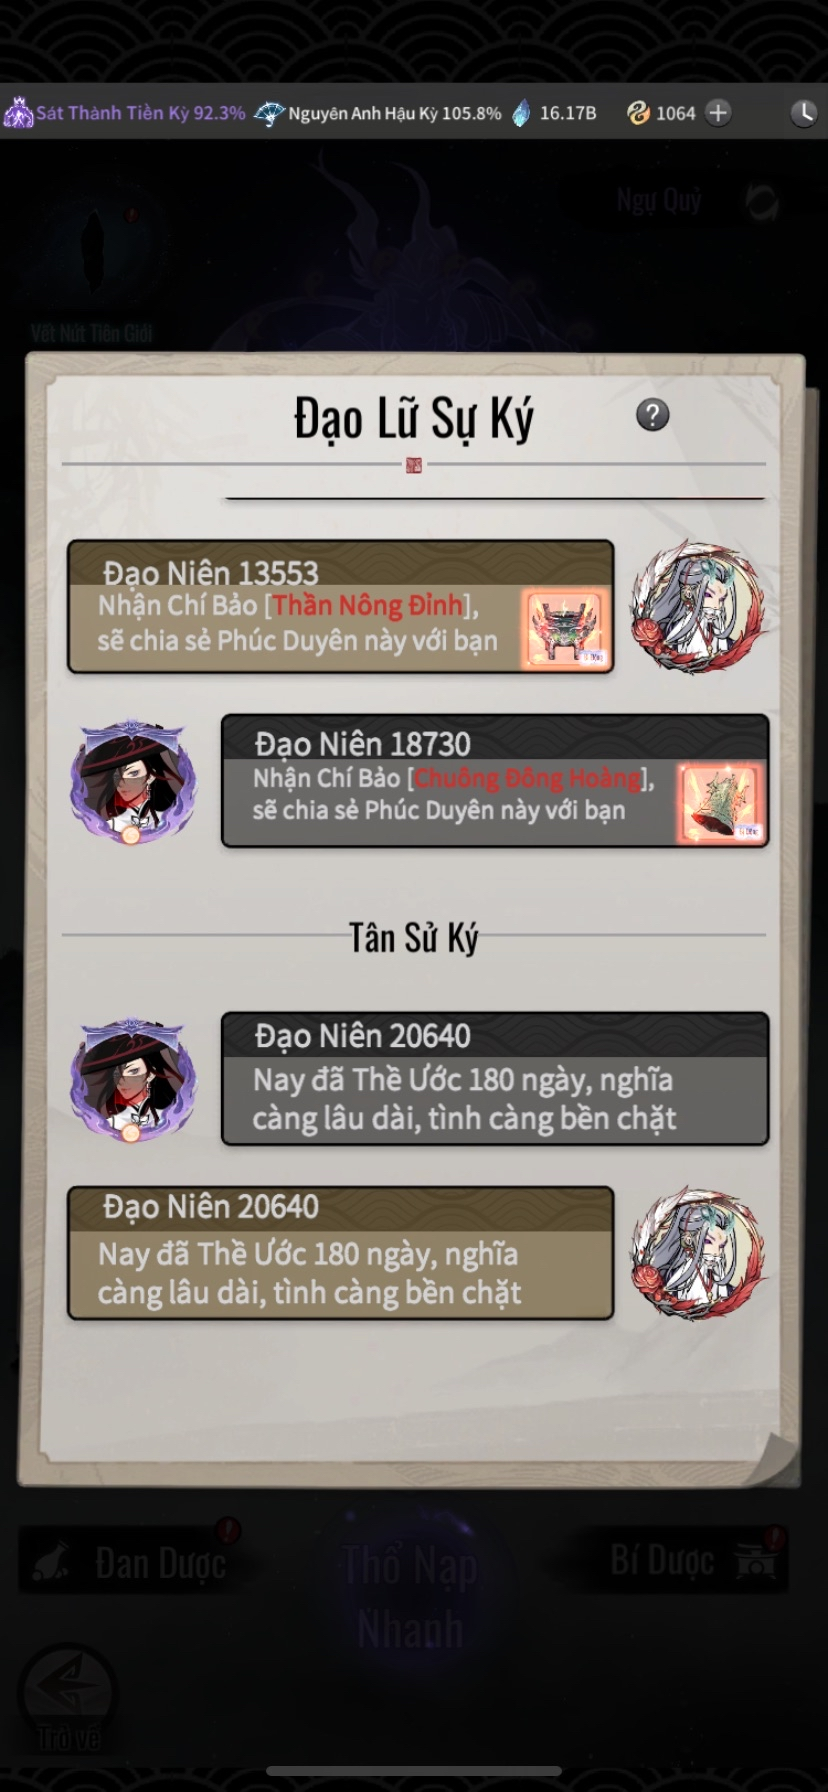 Sát Thành Tiền Kỳ 92.3% Nguyên Anh Hậu Kỳ 105.8% 16.17B 1064
Ngự Quỷ
Vết Nứt Tiên Giới
Đạo Lữ Sự Ký
?
Đạo Niên 13553
Nhận Chí Bảo [Thần Nông Đỉnh],
sẽ chia sẻ Phúc Duyên này với bạn
Đạo Niên 18730
Nhận Chí Bảo [Chuông Đông Hoàng],
sẽ chia sẻ Phúc Duyên này với bạn
Tân Sử Ký
Đạo Niên 20640
Nay đã Thề Ước 180 ngày, nghĩa
càng lâu dài, tình càng bền chặt
Đạo Niên 20640
Nay đã Thề Ước 180 ngày, nghĩa
càng lâu dài, tình càng bền chặt
Đan Dược
Thổ Nạp
Nhanh
Bí Dược
Trở về